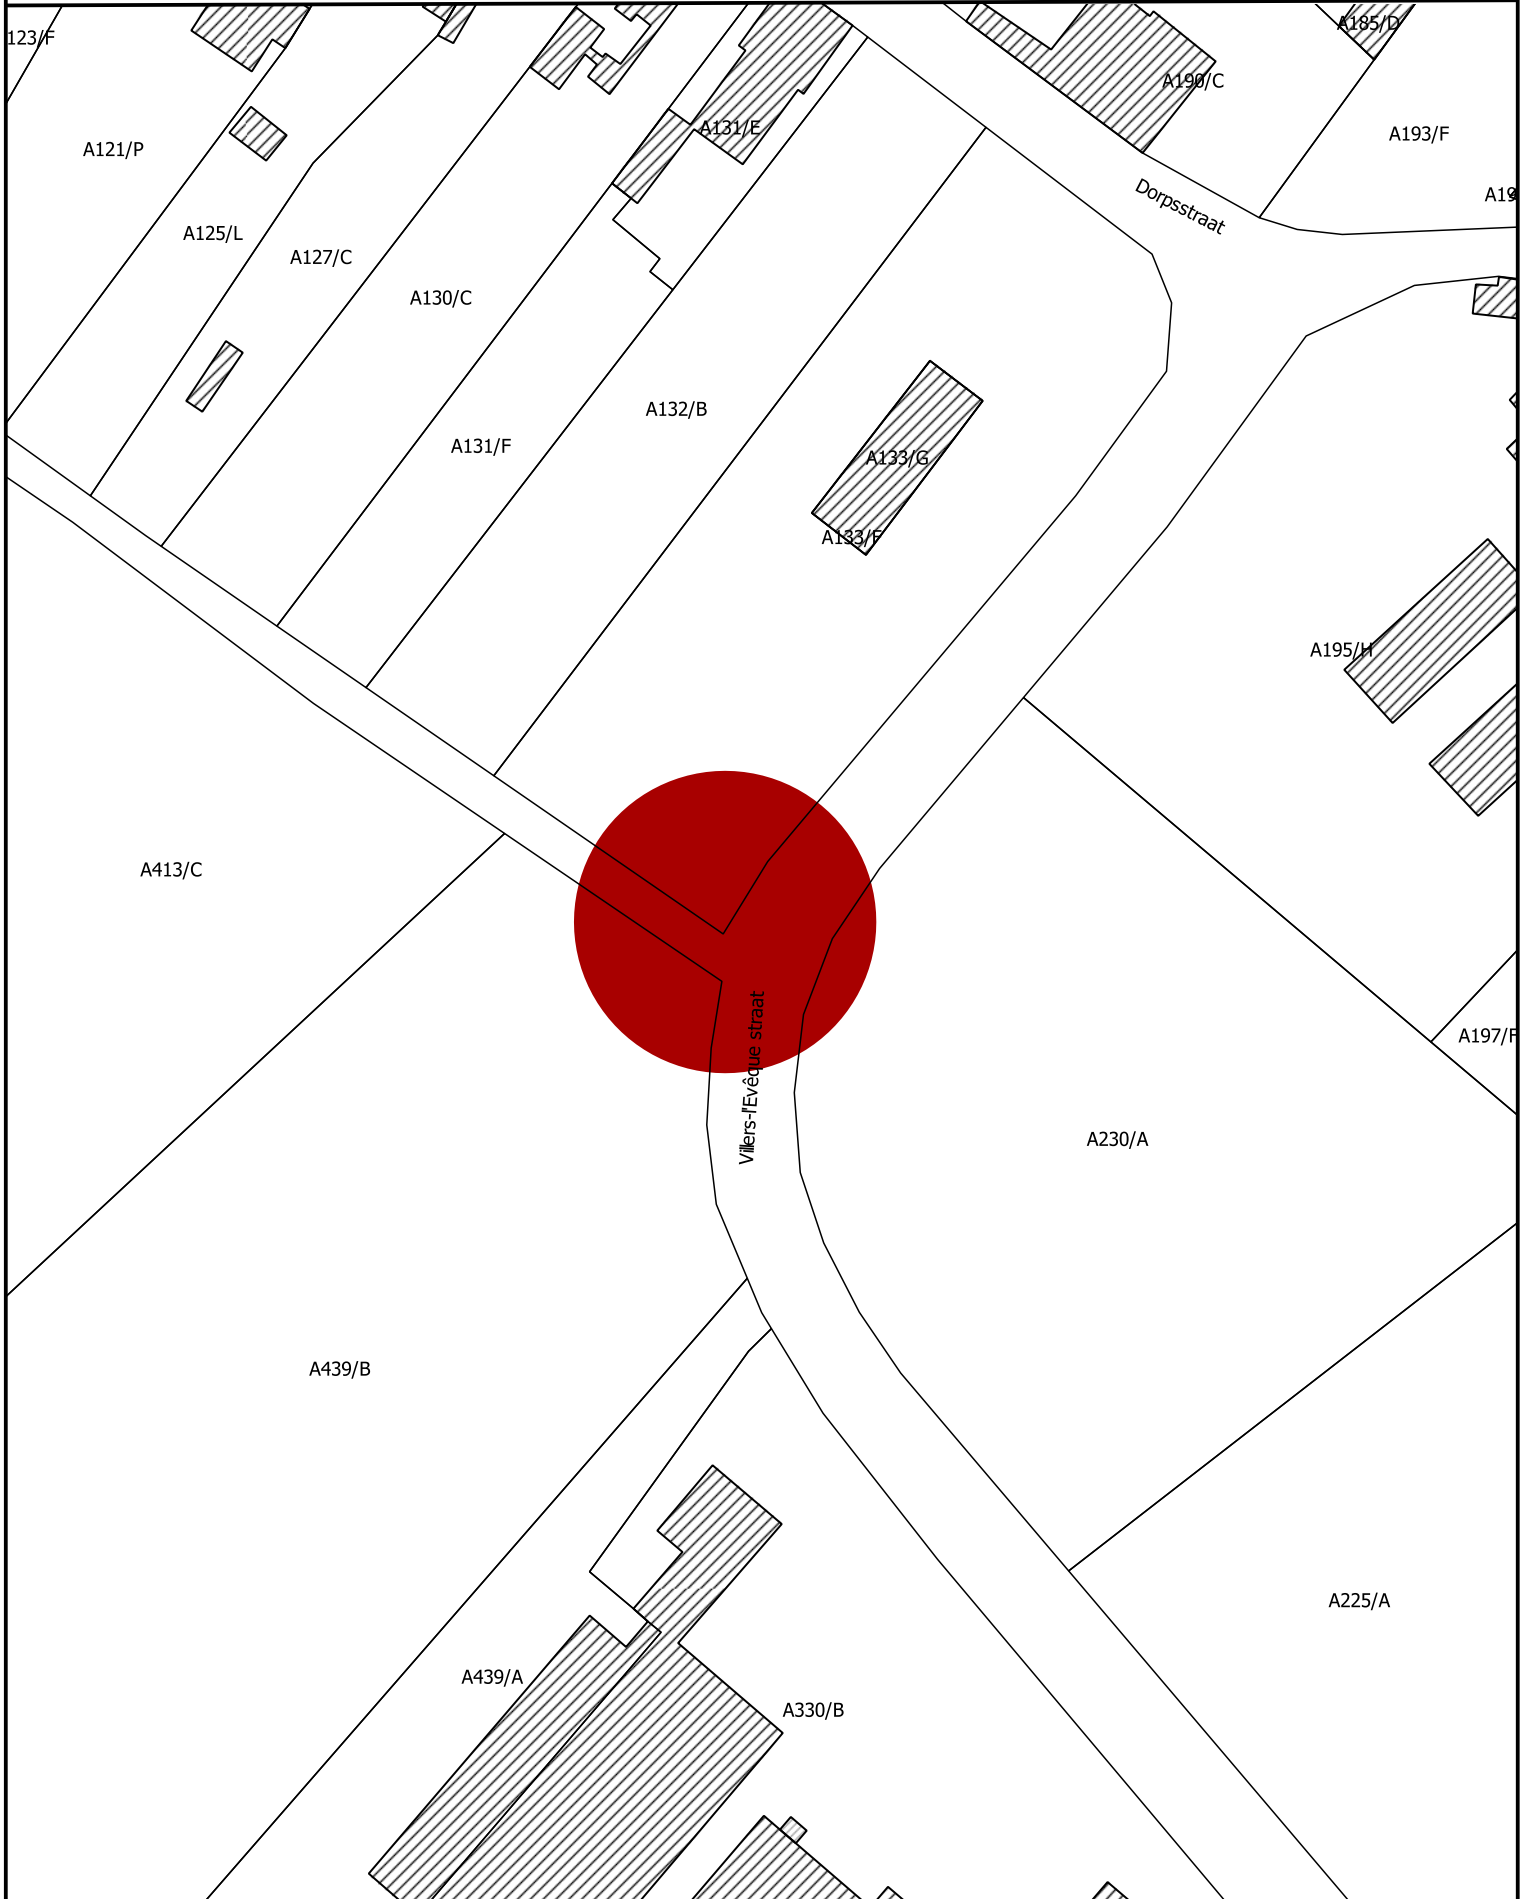 123/F
A185/D
A190/C
A131/E
A193/F
A121/P
A19
Dorpsstraat
A125/L
A127/C
A130/C
A132/B
A131/F
A133/G
A133/F
A195/H
A413/C
A197/F
Villers-l'Evêque straat
A230/A
A439/B
A225/A
A439/A
A330/B